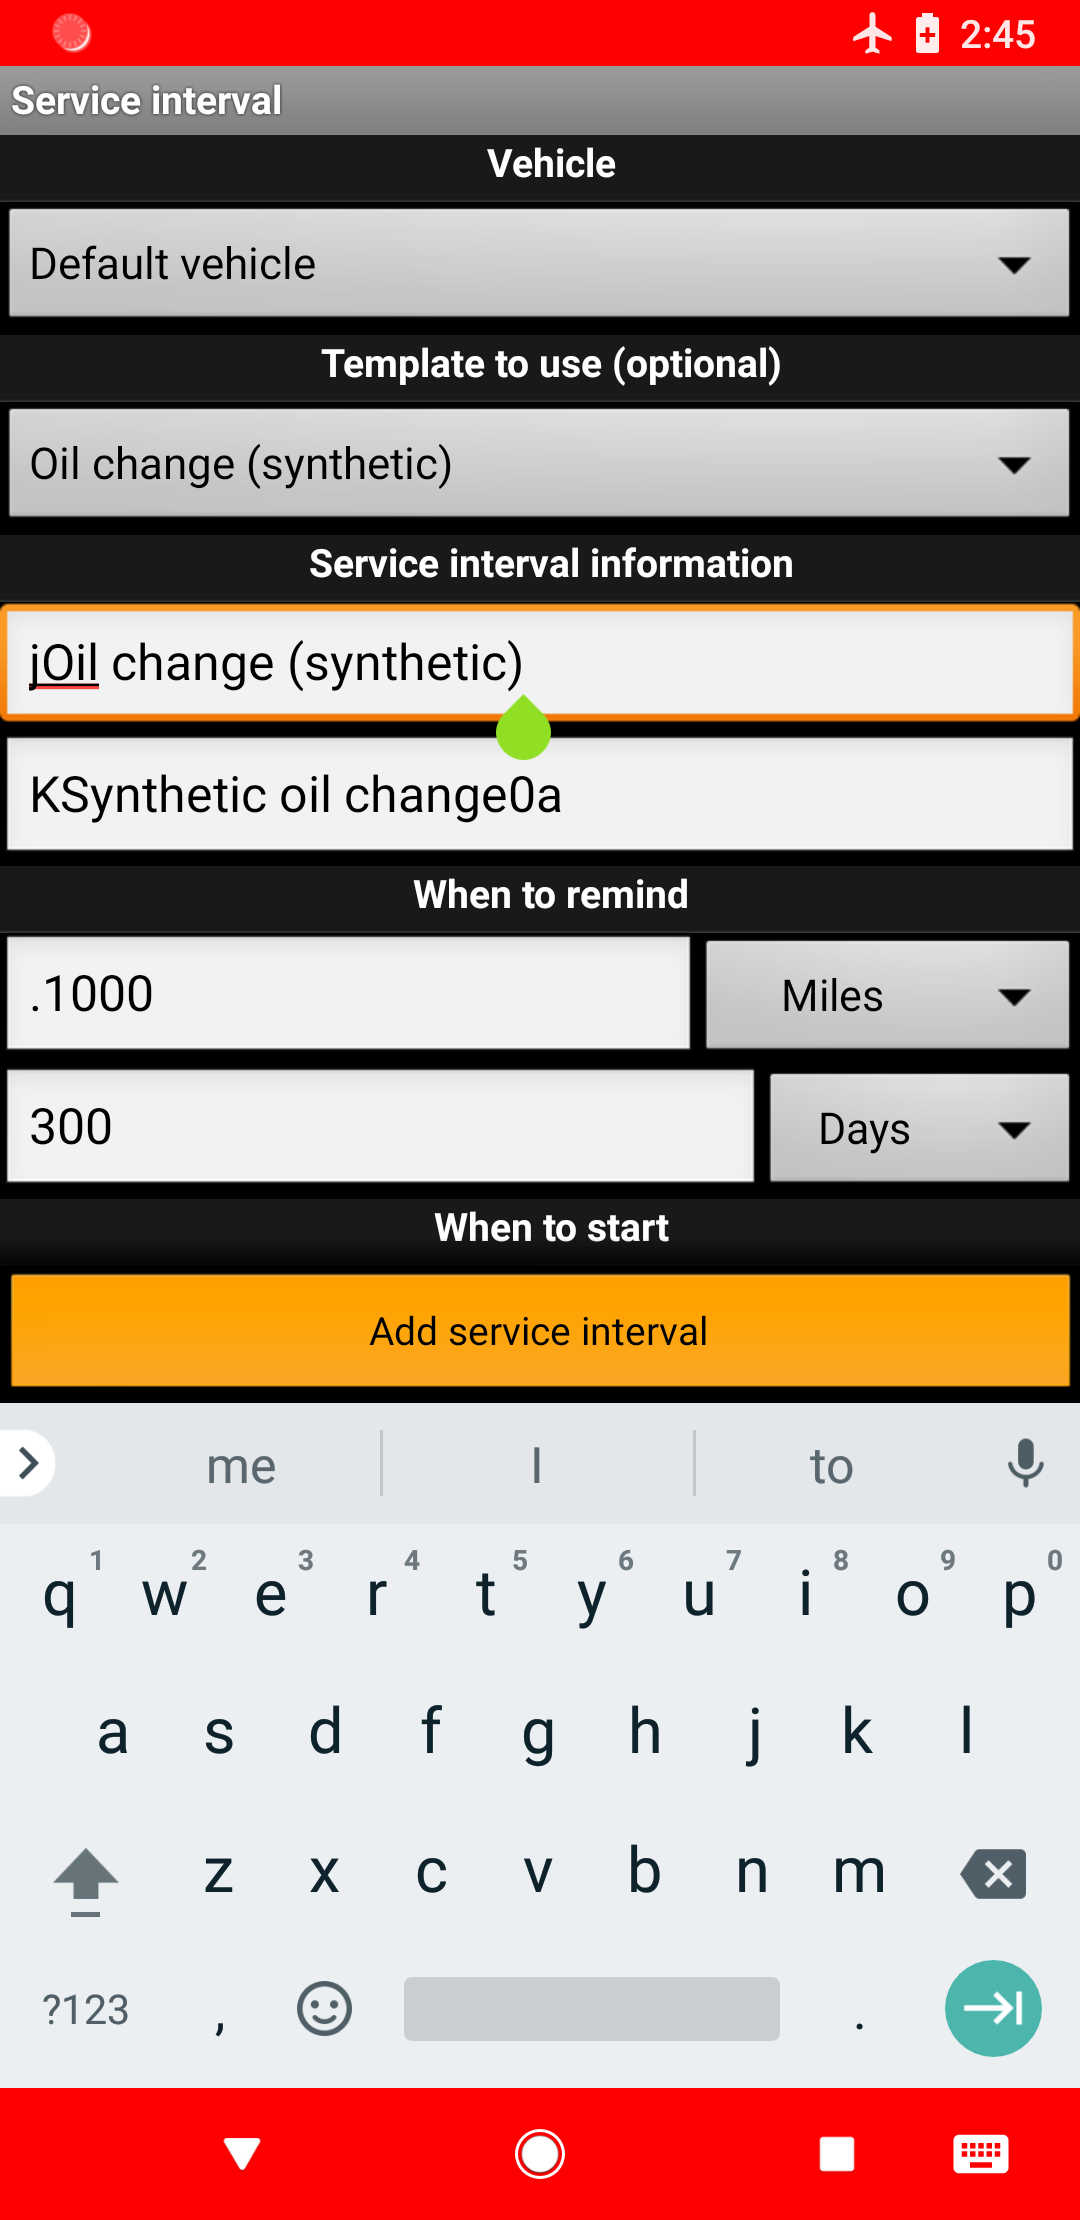 2:45
Service interval
Vehicle
Default vehicle
Template to use (optional)
Oil change (synthetic)
Service interval information
jOil change (synthetic)
KSynthetic oil change0a
When to remind
.1000 Miles
300 Days
When to start
Add service interval
me I to
1 2 3 4 5 6 7 8 9 0
q w e r t y u i o p
a s d f g h j k l
z x c v b n m
?123 , .